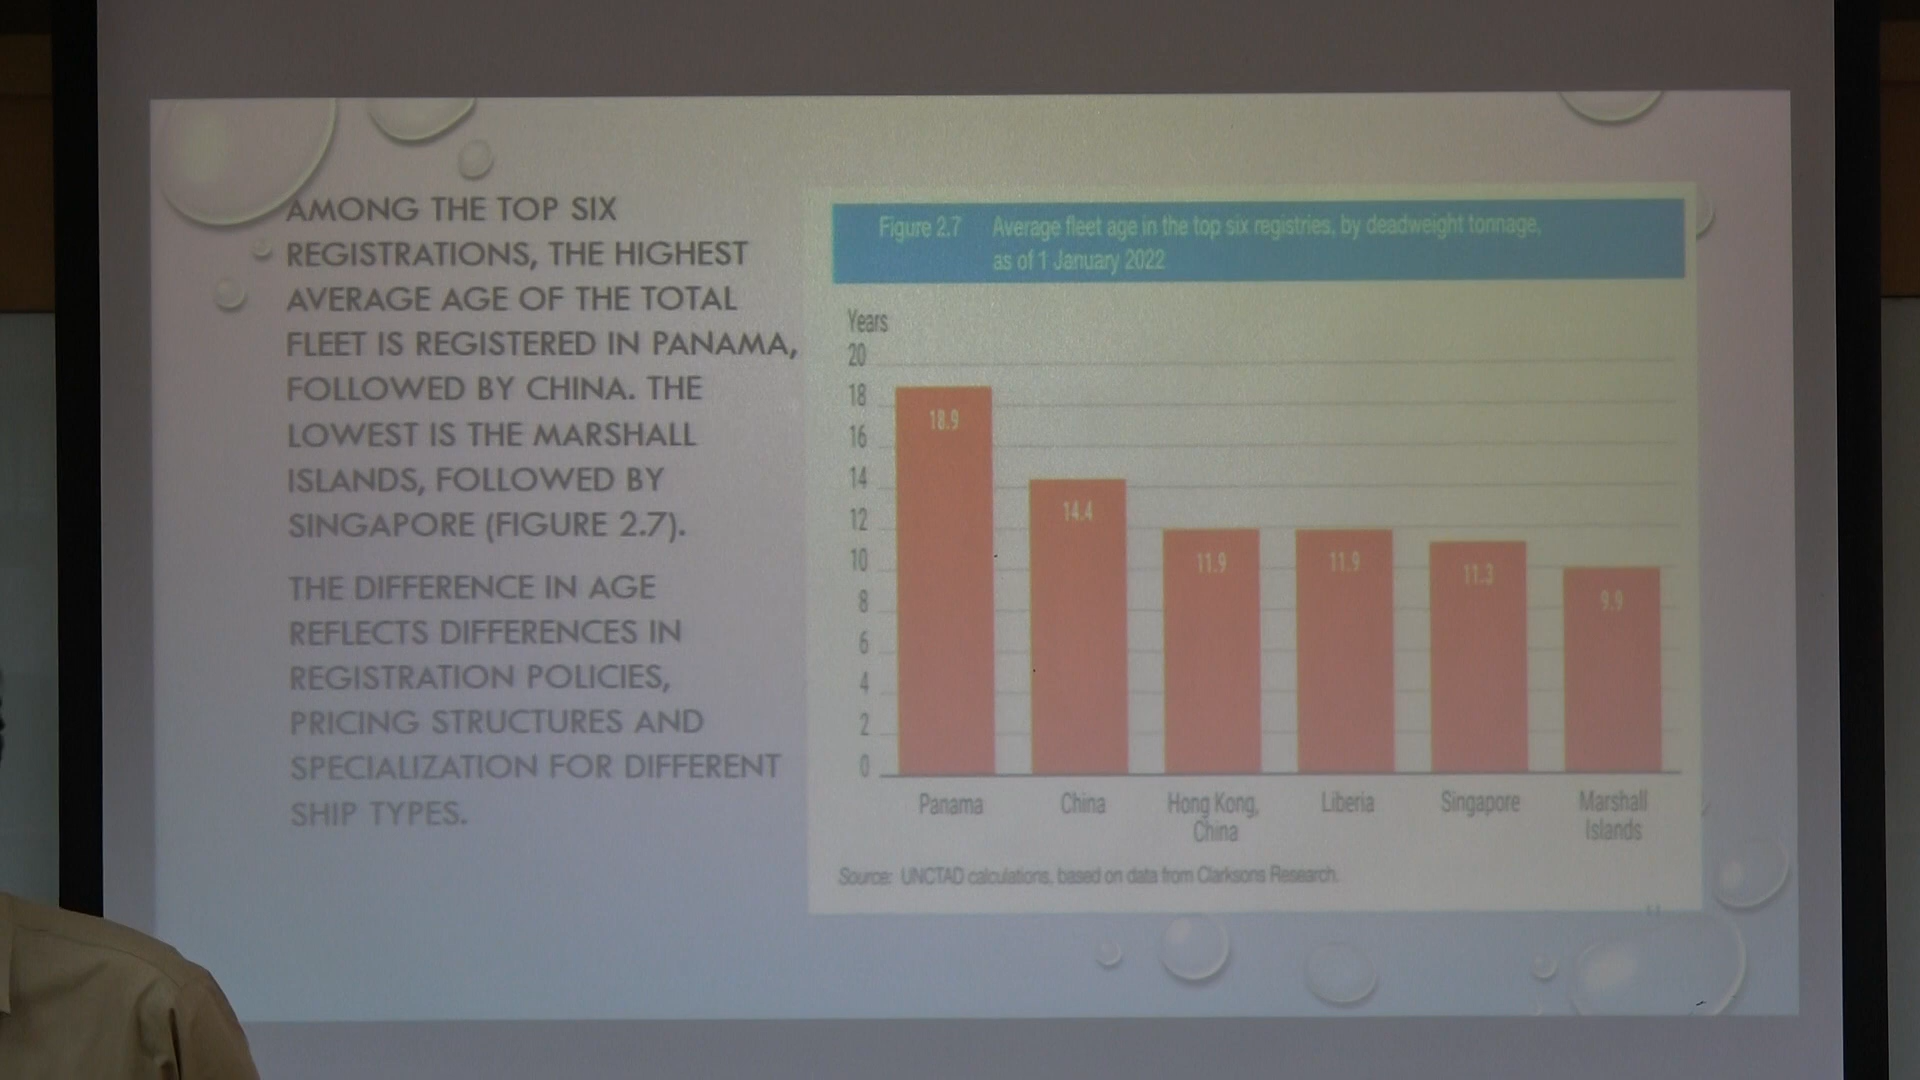 AMONG THE TOP SIX
REGISTRATIONS, THE HIGHEST
AVERAGE AGE OF THE TOTAL
FLEET IS REGISTERED IN PANAMA,
FOLLOWED BY CHINA. THE
LOWEST IS THE MARSHALL
ISLANDS, FOLLOWED BY
SINGAPORE (FIGURE 2.7).
THE DIFFERENCE IN AGE
REFLECTS DIFFERENCES IN
REGISTRATION POLICIES,
PRICING STRUCTURES AND
SPECIALIZATION FOR DIFFERENT
SHIP TYPES.
Figure 2.7 Average fleet age in the top six registries, by deadweight tonnage,
as of 1 January 2022
Years
20
18
16
14
12
10
8
6
4
2
0
18.9
14.4
11.9
11.9
11.3
9.9
Panama
China
Hong Kong,
China
Liberia
Singapore
Marshall
Islands
Source: UNCTAD calculations, based on data from Clarksons Research.